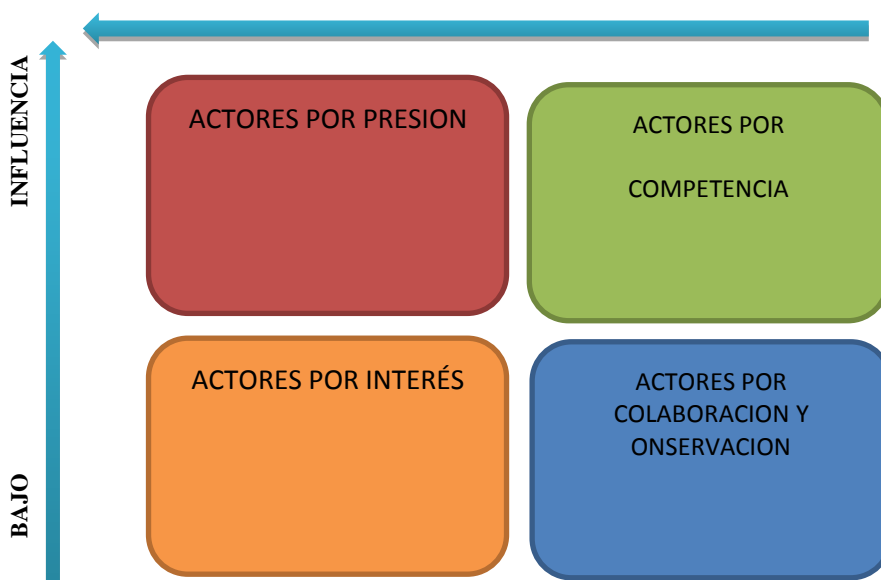 INFLUENCIA
ACTORES POR PRESION
ACTORES POR
COMPETENCIA
BAJO
ACTORES POR INTERÉS
ACTORES POR
COLABORACION Y
ONSERVACION